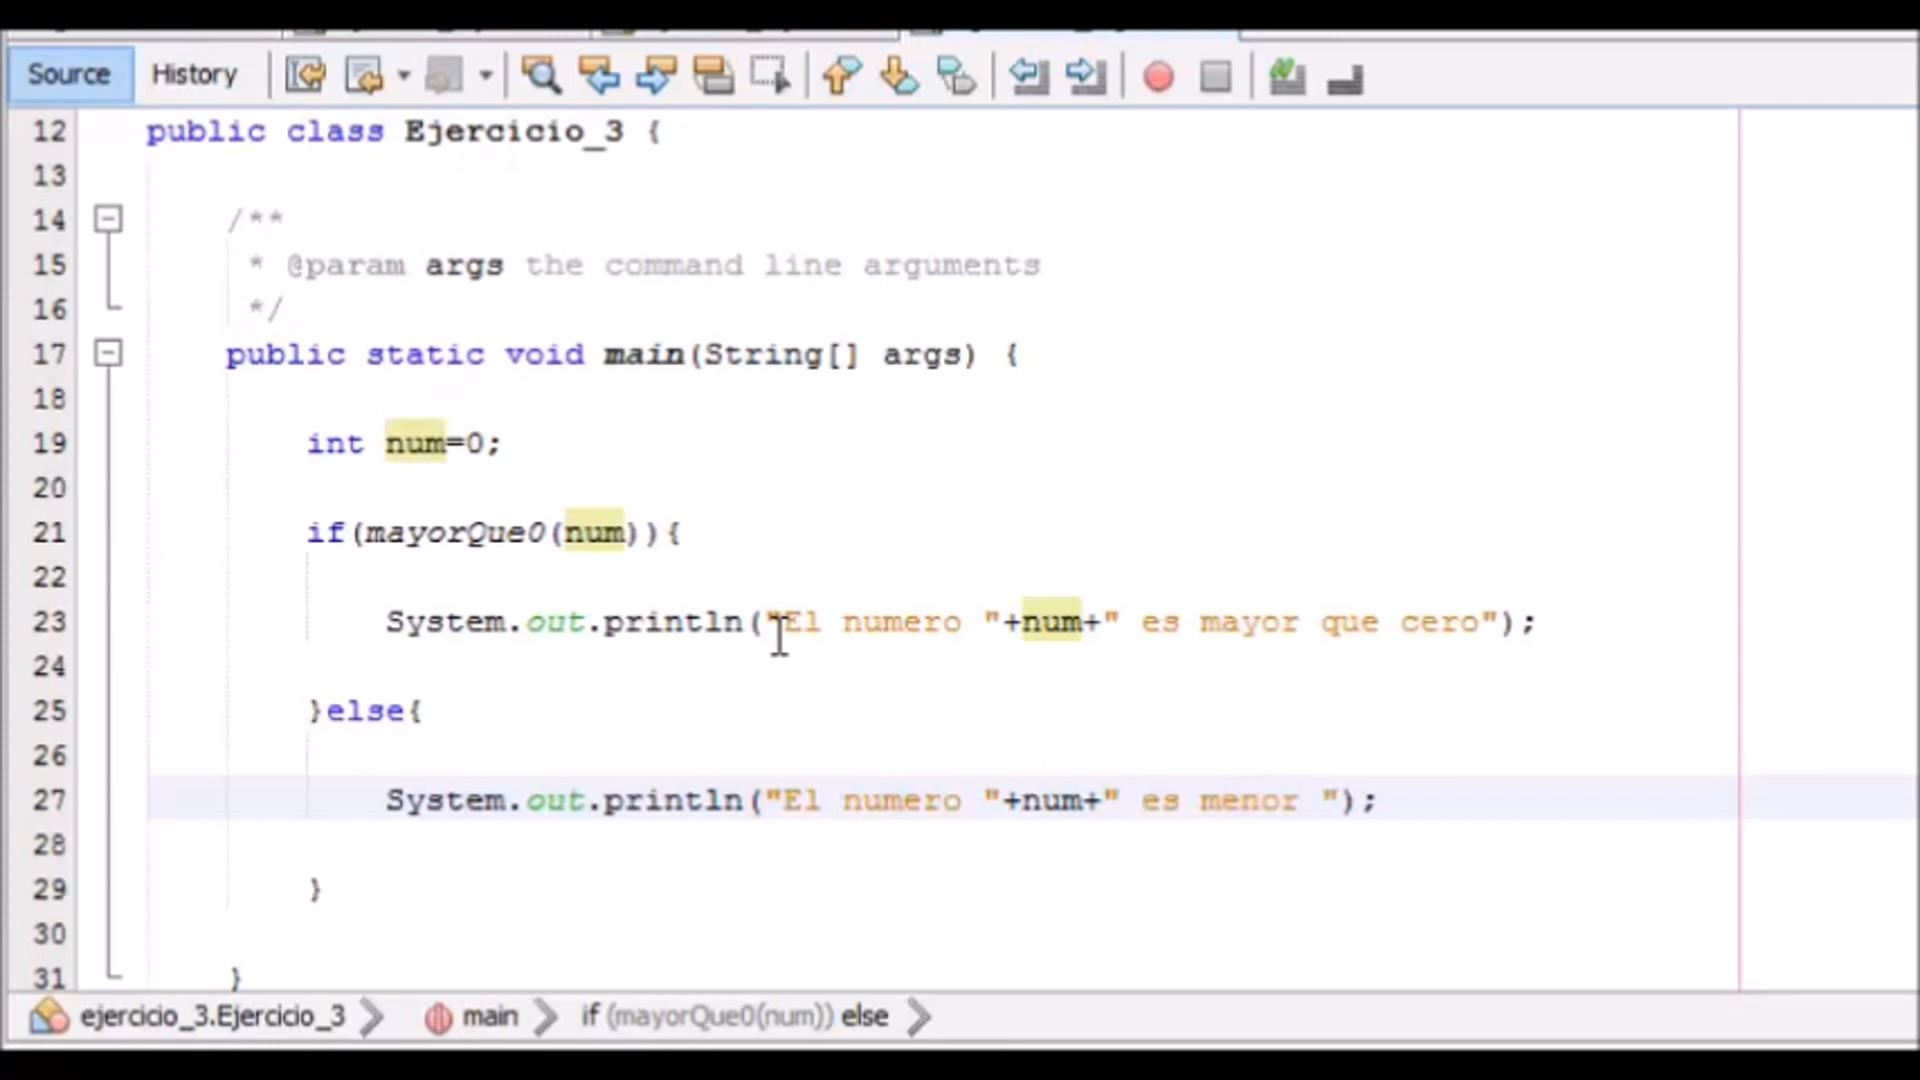 Source History
12 public class Ejercicio_3 {
13
14 /**
15 * @param args the command line arguments
16 */
17 public static void main(String[] args) {
18
19 int num=0;
20
21 if(mayorQue0(num)){
22
23 System.out.println("El numero "+num+" es mayor que cero");
24
25 }else{
26
27 System.out.println("El numero "+num+" es menor ");
28
29 }
30
31 }
ejercicio_3.Ejercicio_3 main if (mayorQue0(num)) else